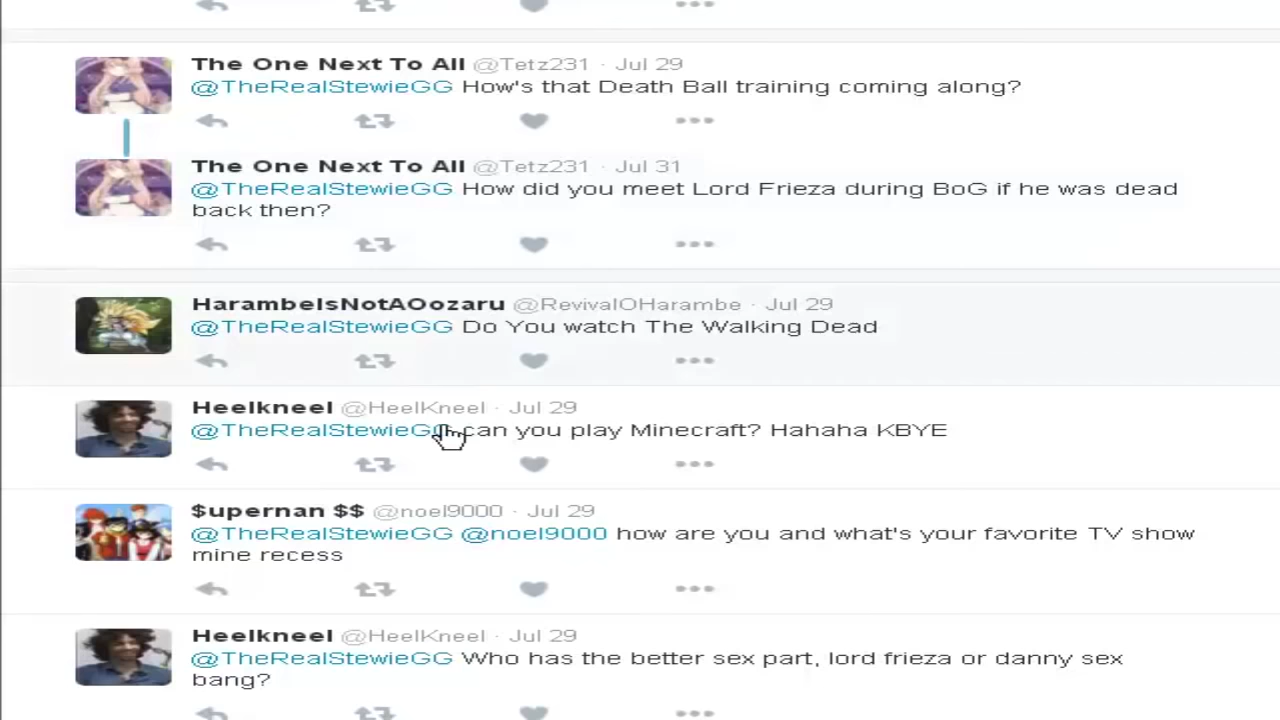 The One Next To All @Tetz231 · Jul 29
@TheRealStewieGG How's that Death Ball training coming along?
The One Next To All @Tetz231 · Jul 31
@TheRealStewieGG How did you meet Lord Frieza during BoG if he was dead
back then?
HarambeIsNotAOozaru @RevivalOHarambe · Jul 29
@TheRealStewieGG Do You watch The Walking Dead
Heelkneel @HeelKneel · Jul 29
@TheRealStewieGG can you play Minecraft? Hahaha KBYE
$upernan $$ @noel9000 · Jul 29
@TheRealStewieGG @noel9000 how are you and what's your favorite TV show
mine recess
Heelkneel @HeelKneel · Jul 29
@TheRealStewieGG Who has the better sex part, lord frieza or danny sex
bang?